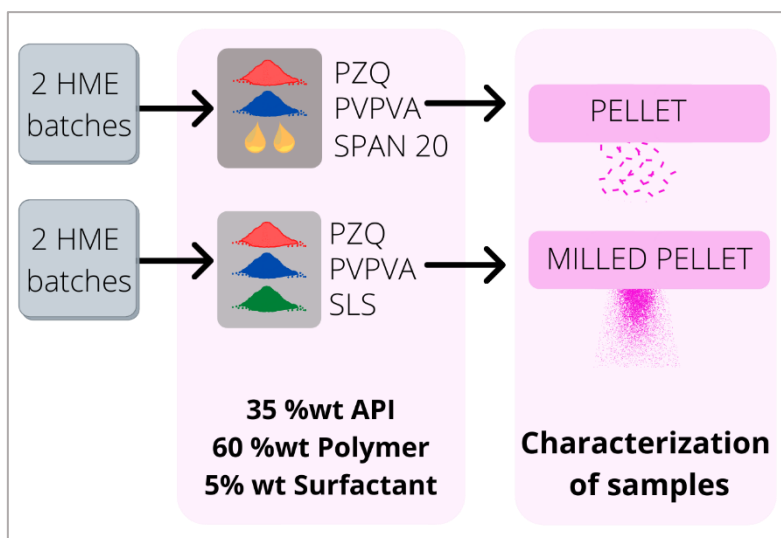 2 HME
batches
PZQ
PVPVA
SPAN 20
PELLET
2 HME
batches
PZQ
PVPVA
SLS
MILLED PELLET
35 %wt API
60 %wt Polymer
5% wt Surfactant
Characterization
of samples